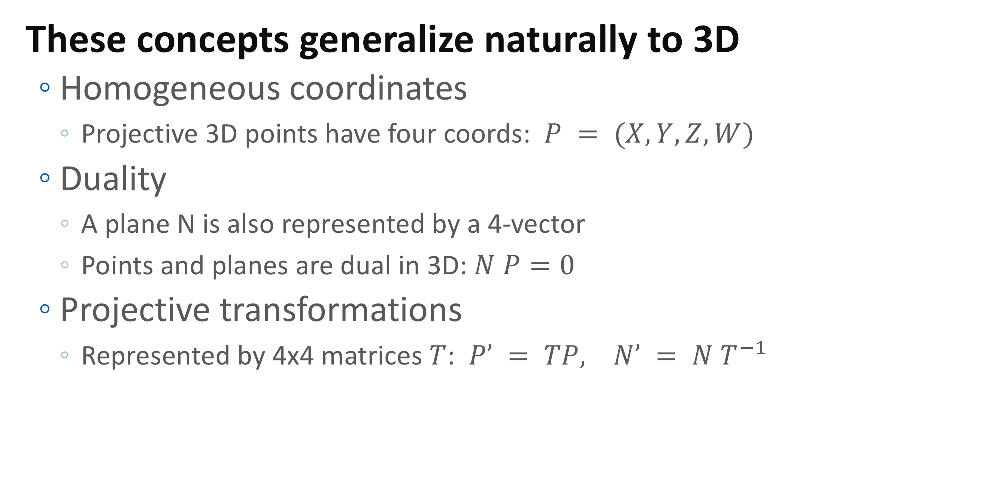 These concepts generalize naturally to 3D
Homogeneous coordinates
Projective 3D points have four coords: P = (X, Y, Z, W)
Duality
A plane N is also represented by a 4-vector
Points and planes are dual in 3D: N P = 0
Projective transformations
Represented by 4x4 matrices T: P’ = TP, N’ = N T⁻¹